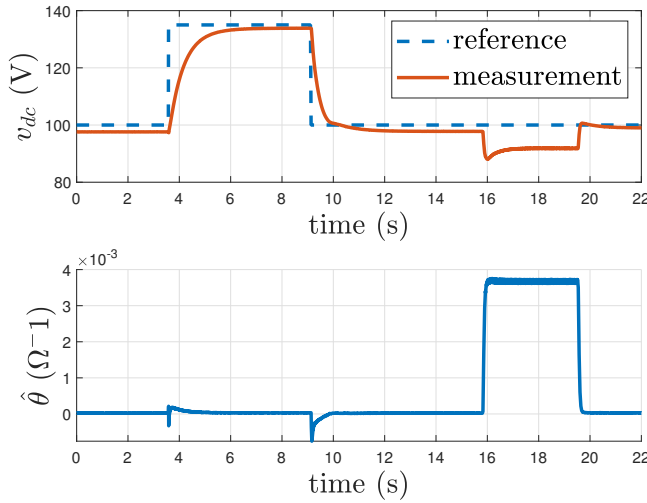 140
120
100
80
v_dc (V)
reference
measurement
0 2 4 6 8 10 12 14 16 18 20 22
time (s)
×10⁻³
4
3
2
1
0
θ̂ (Ω−1)
0 2 4 6 8 10 12 14 16 18 20 22
time (s)